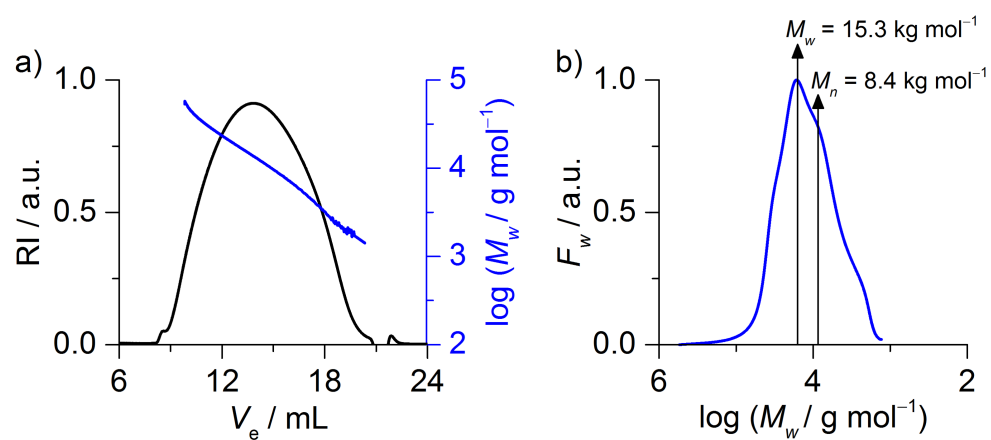 a)
1.0
0.5
0.0
RI / a.u.
6
12
18
24
V_e / mL
5
4
3
2
log (M_w / g mol⁻¹)
b)
M_w = 15.3 kg mol⁻¹
M_n = 8.4 kg mol⁻¹
1.0
0.5
0.0
F_w / a.u.
6
4
2
log (M_w / g mol⁻¹)